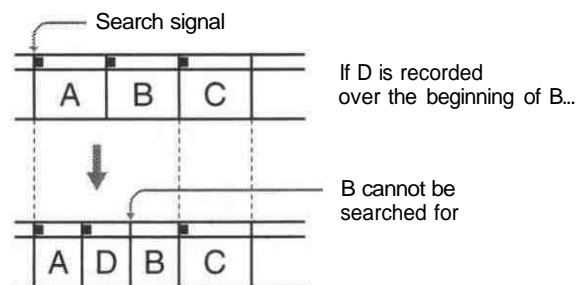 Search signal
A B C
If D is recorded
over the beginning of B...
B cannot be
searched for
A D B C